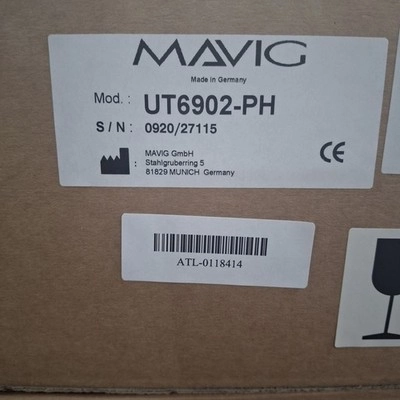 MAVIG
Made in Germany
Mod. : UT6902-PH
S / N : 0920/27115
: MAVIG GmbH
Stahlgruberring 5
81829 MUNICH Germany
CE
ATL-0118414